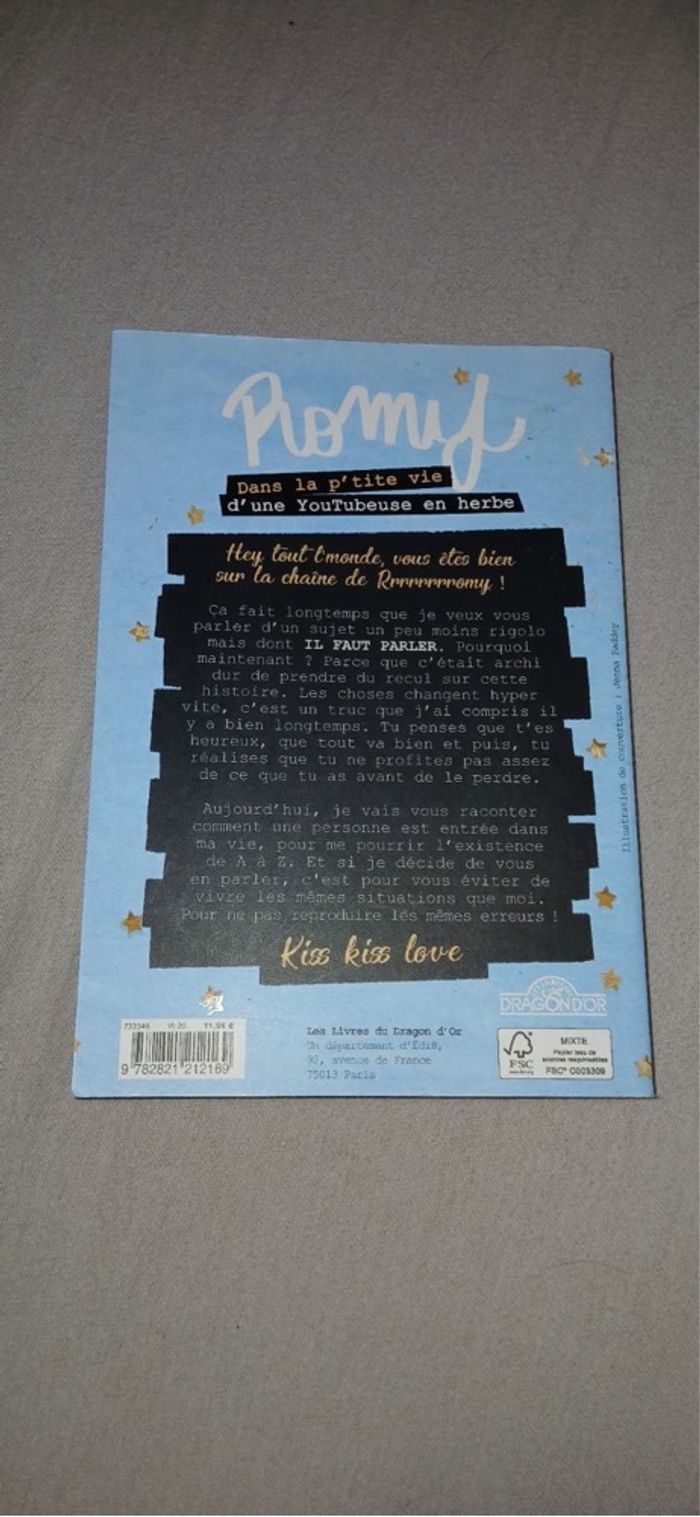 Romy
Dans la p'tite vie
d'une YouTubeuse en herbe
Hey tout l'monde, vous êtes bien
sur la chaîne de Rrrrrrrromy !
Ça fait longtemps que je veux vous
parler d'un sujet un peu moins rigolo
mais dont IL FAUT PARLER. Pourquoi
maintenant ? Parce que c'était archi
dur de prendre du recul sur cette
histoire. Les choses changent hyper
vite, c'est un truc que j'ai compris il
y a bien longtemps. Tu penses que t'es
heureux, que tout va bien et puis, tu
réalises que tu ne profites pas assez
de ce que tu as avant de le perdre.
Aujourd'hui, je vais vous raconter
comment une personne est entrée dans
ma vie, pour me pourrir l'existence
de A à Z. Et si je décide de vous
en parler, c'est pour vous éviter de
vivre les mêmes situations que moi.
Pour ne pas reproduire les mêmes erreurs !
Kiss kiss love
Illustration de couverture : Jenna
DRAGON D'OR
11,95 €
9 782821 212169
Les Livres du Dragon d'Or
Un département d'Edi8,
92, avenue de France
75013 Paris
FSC
MIXTE
Papier issu de
sources responsables
FSC® C003309